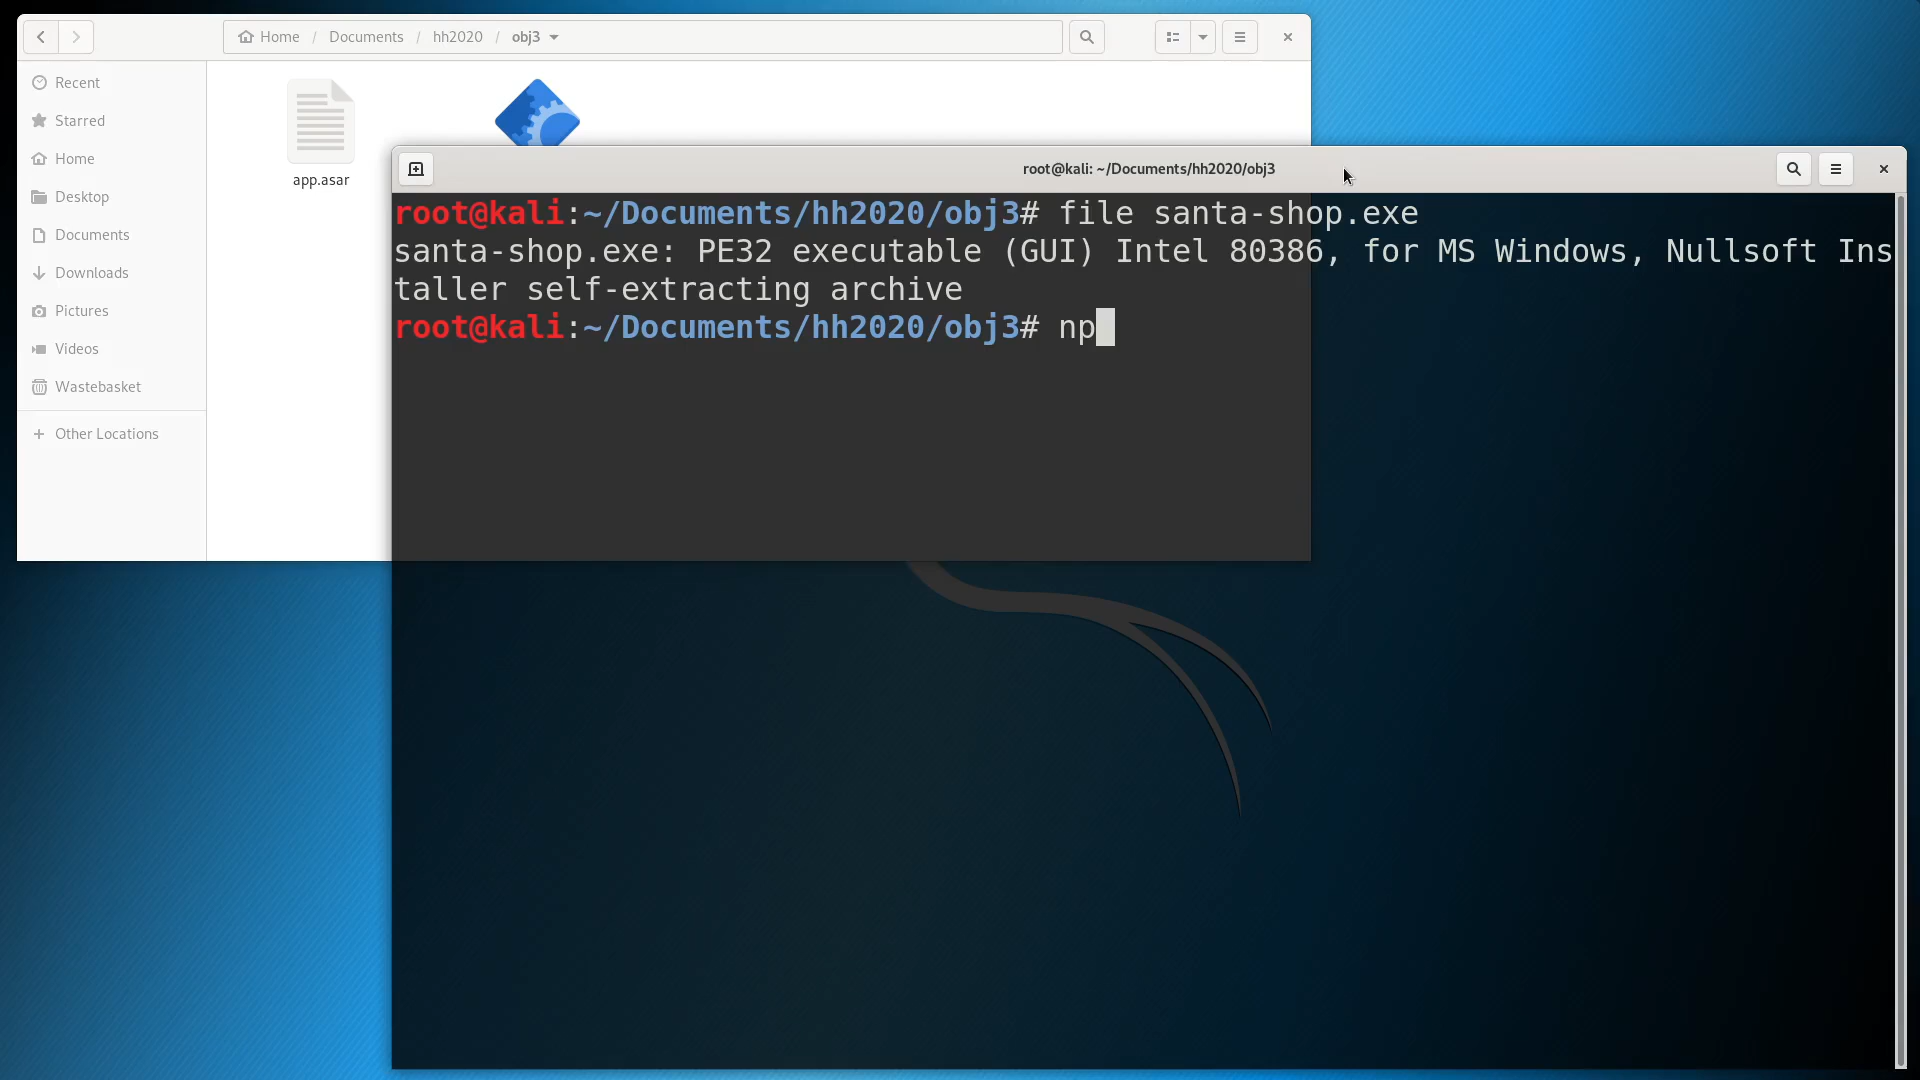 Home / Documents / hh2020 / obj3
Recent
Starred
Home
Desktop
Documents
Downloads
Pictures
Videos
Wastebasket
+ Other Locations
app.asar
root@kali: ~/Documents/hh2020/obj3
root@kali:~/Documents/hh2020/obj3# file santa-shop.exe
santa-shop.exe: PE32 executable (GUI) Intel 80386, for MS Windows, Nullsoft Ins
taller self-extracting archive
root@kali:~/Documents/hh2020/obj3# np